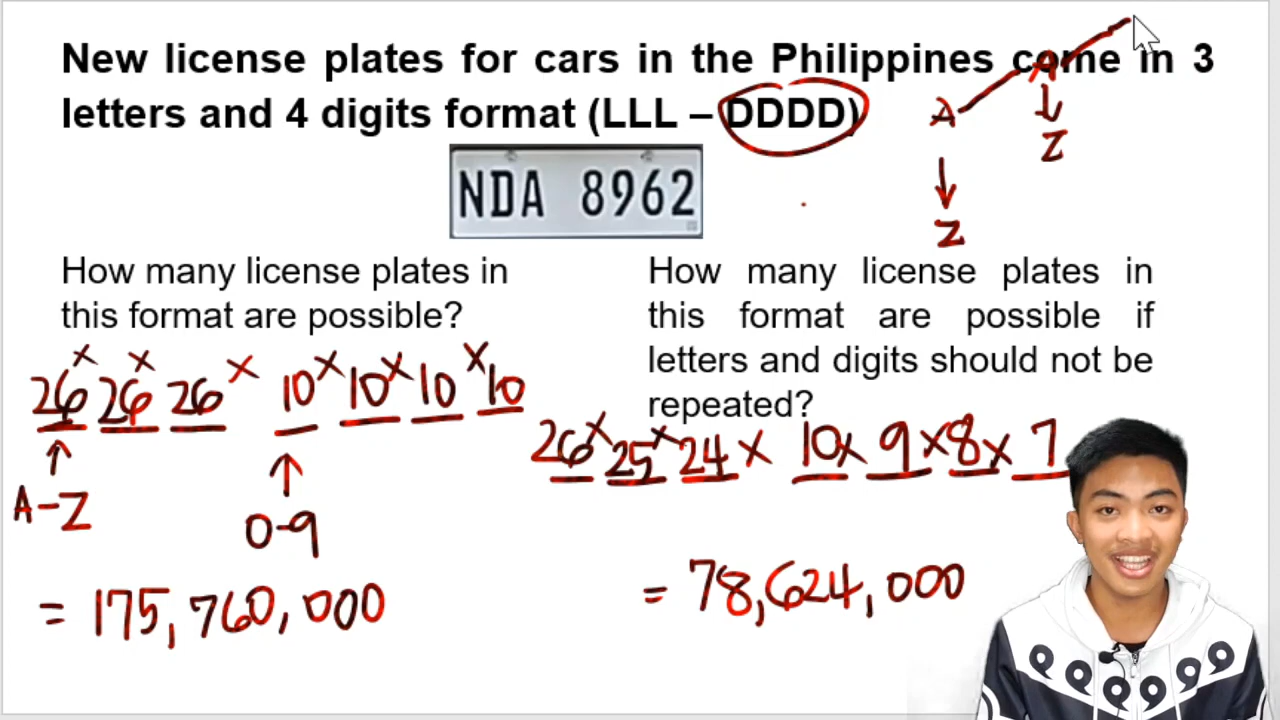 New license plates for cars in the Philippines come in 3
letters and 4 digits format (LLL – DDDD)
A
A
Z
Z
NDA 8962
How many license plates in
this format are possible?
26 × 26 × 26 × 10 × 10 × 10 × 10
A-Z
0-9
= 175,760,000
How many license plates in
this format are possible if
letters and digits should not be
repeated?
26 × 25 × 24 × 10 × 9 × 8 × 7
= 78,624,000